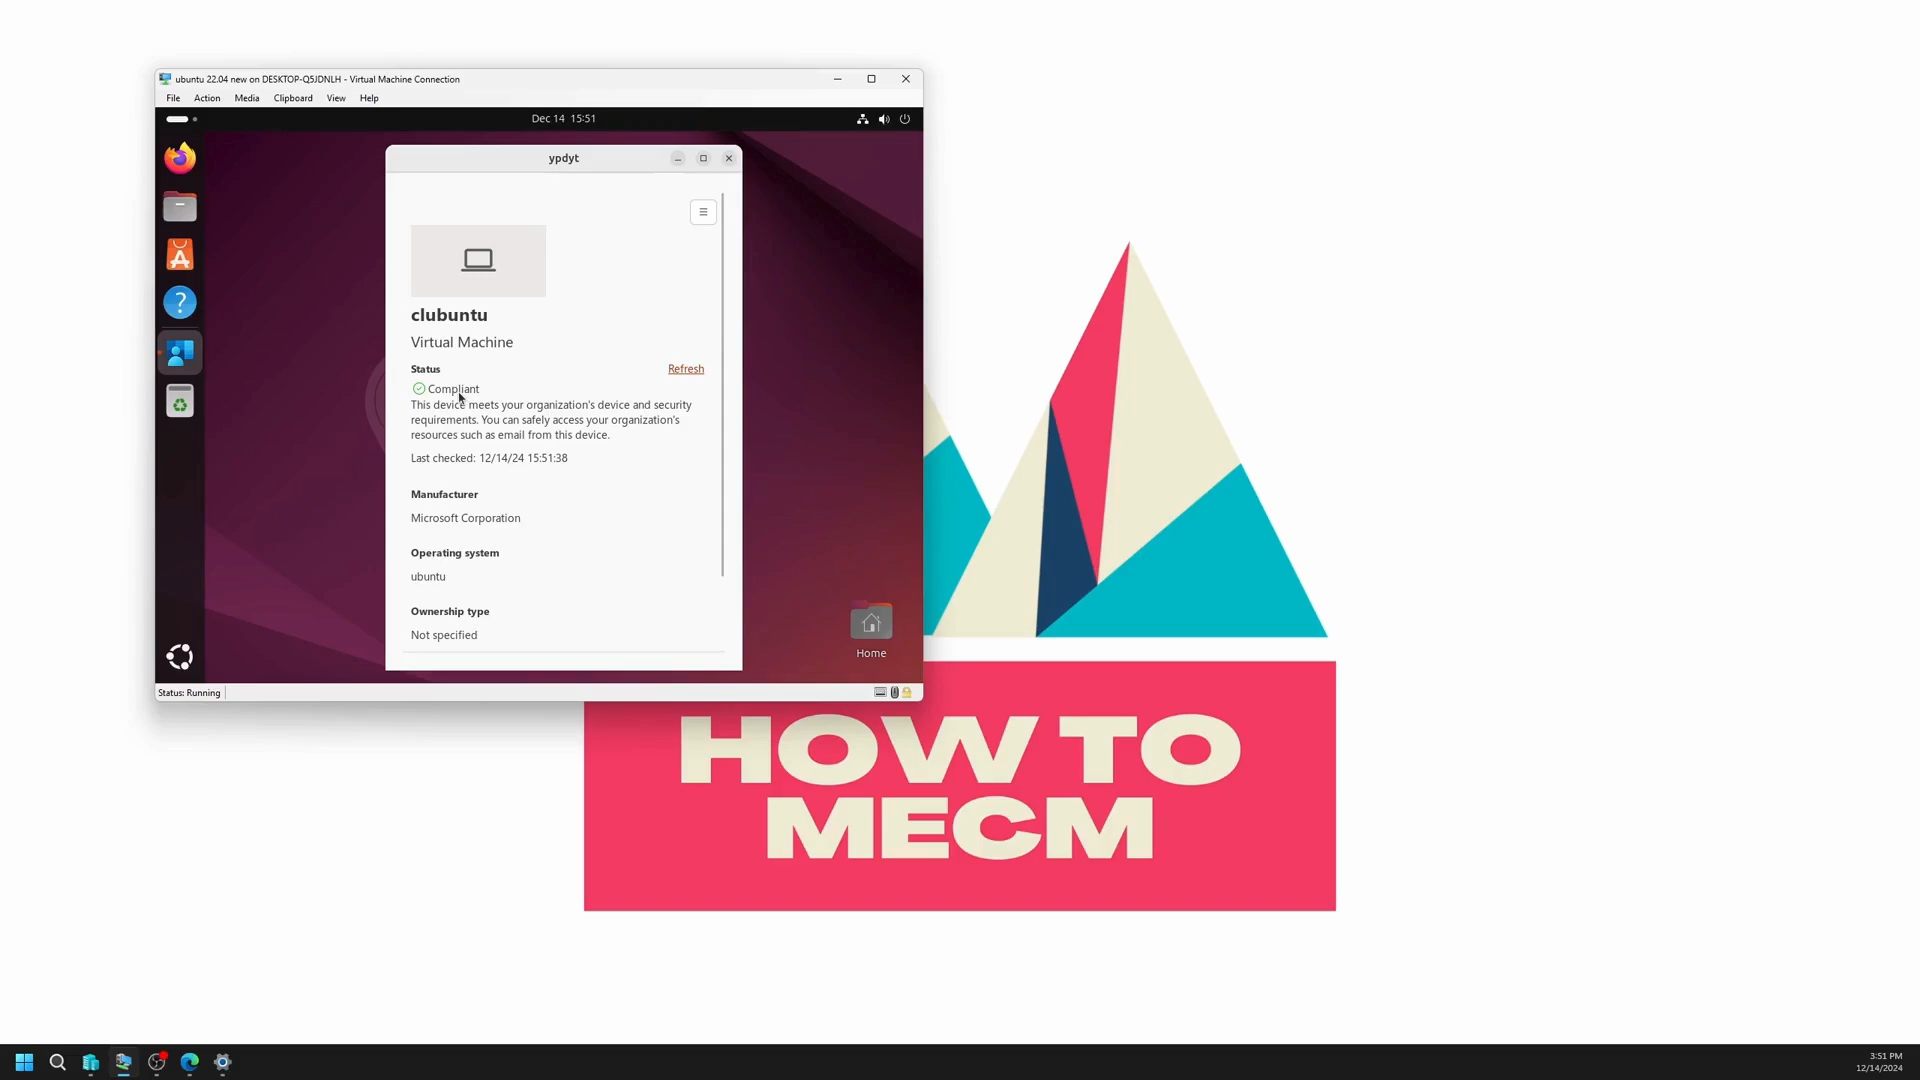 ubuntu 22.04 new on DESKTOP-Q5JDNLH - Virtual Machine Connection
File Action Media Clipboard View Help
Dec 14 15:51
ypdyt
clubuntu
Virtual Machine
Status Refresh
Compliant
This device meets your organization's device and security
requirements. You can safely access your organization's
resources such as email from this device.
Last checked: 12/14/24 15:51:38
Manufacturer
Microsoft Corporation
Operating system
ubuntu
Ownership type
Not specified
Home
Status: Running
HOW TO
MECM
3:51 PM
12/14/2024